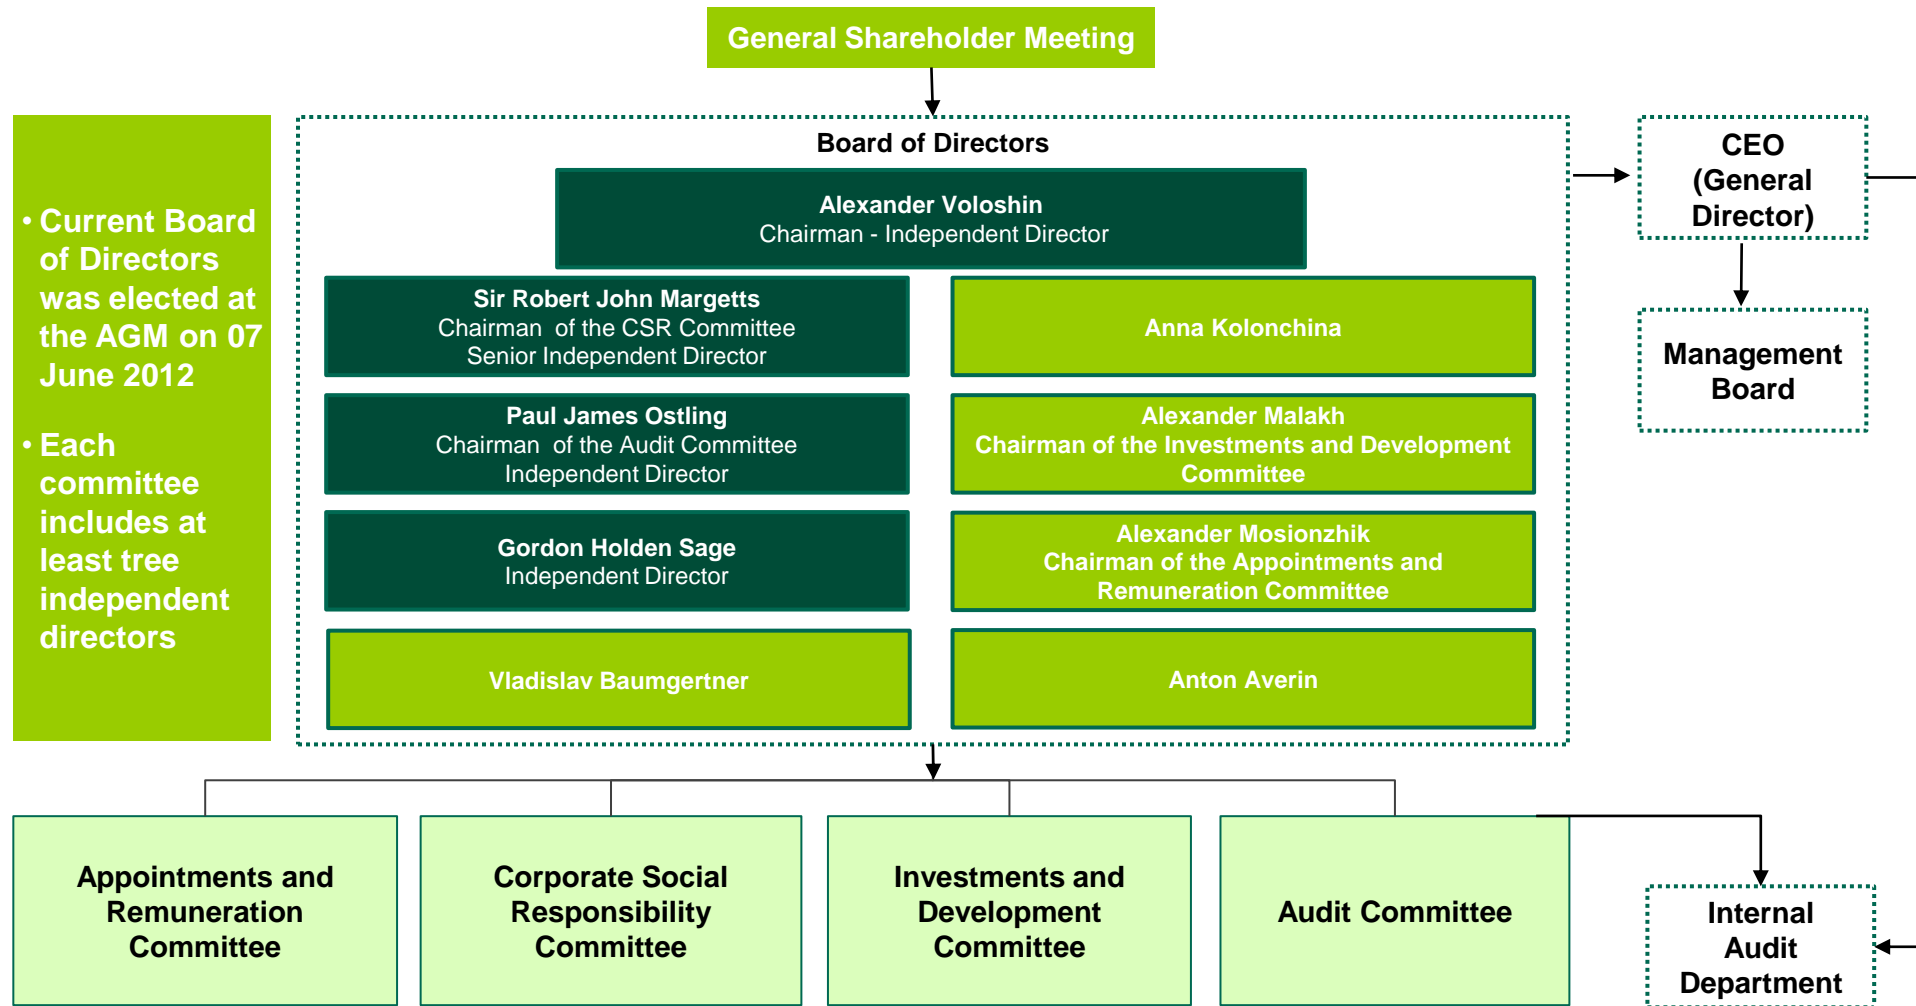 General Shareholder Meeting
• Current Board
of Directors
was elected at
the AGM on 07
June 2012
• Each
committee
includes at
least tree
independent
directors
Board of Directors
Alexander Voloshin
Chairman - Independent Director
Sir Robert John Margetts
Chairman of the CSR Committee
Senior Independent Director
Anna Kolonchina
Paul James Ostling
Chairman of the Audit Committee
Independent Director
Alexander Malakh
Chairman of the Investments and Development
Committee
Gordon Holden Sage
Independent Director
Alexander Mosionzhik
Chairman of the Appointments and
Remuneration Committee
Vladislav Baumgertner
Anton Averin
CEO
(General
Director)
Management
Board
Appointments and
Remuneration
Committee
Corporate Social
Responsibility
Committee
Investments and
Development
Committee
Audit Committee
Internal
Audit
Department